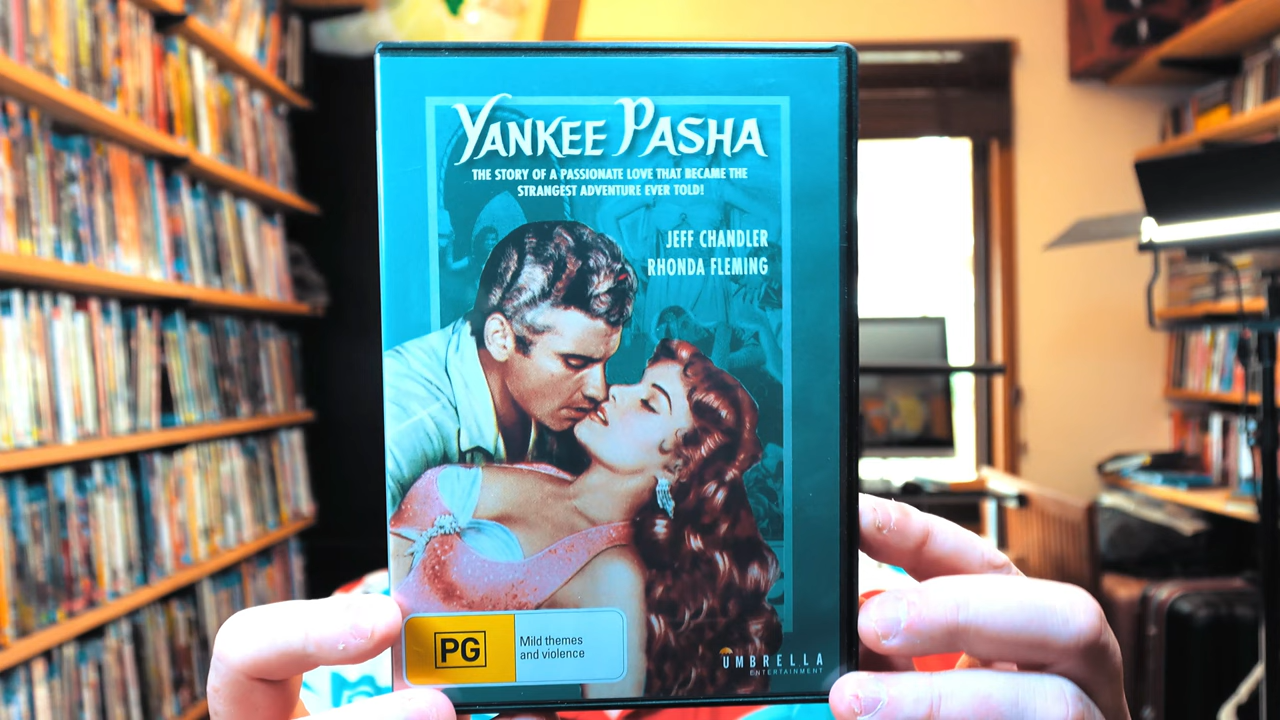 YANKEE PASHA
THE STORY OF A PASSIONATE LOVE THAT BECAME THE
STRANGEST ADVENTURE EVER TOLD!
JEFF CHANDLER
RHONDA FLEMING
PG
Mild themes
and violence
UMBRELLA
ENTERTAINMENT